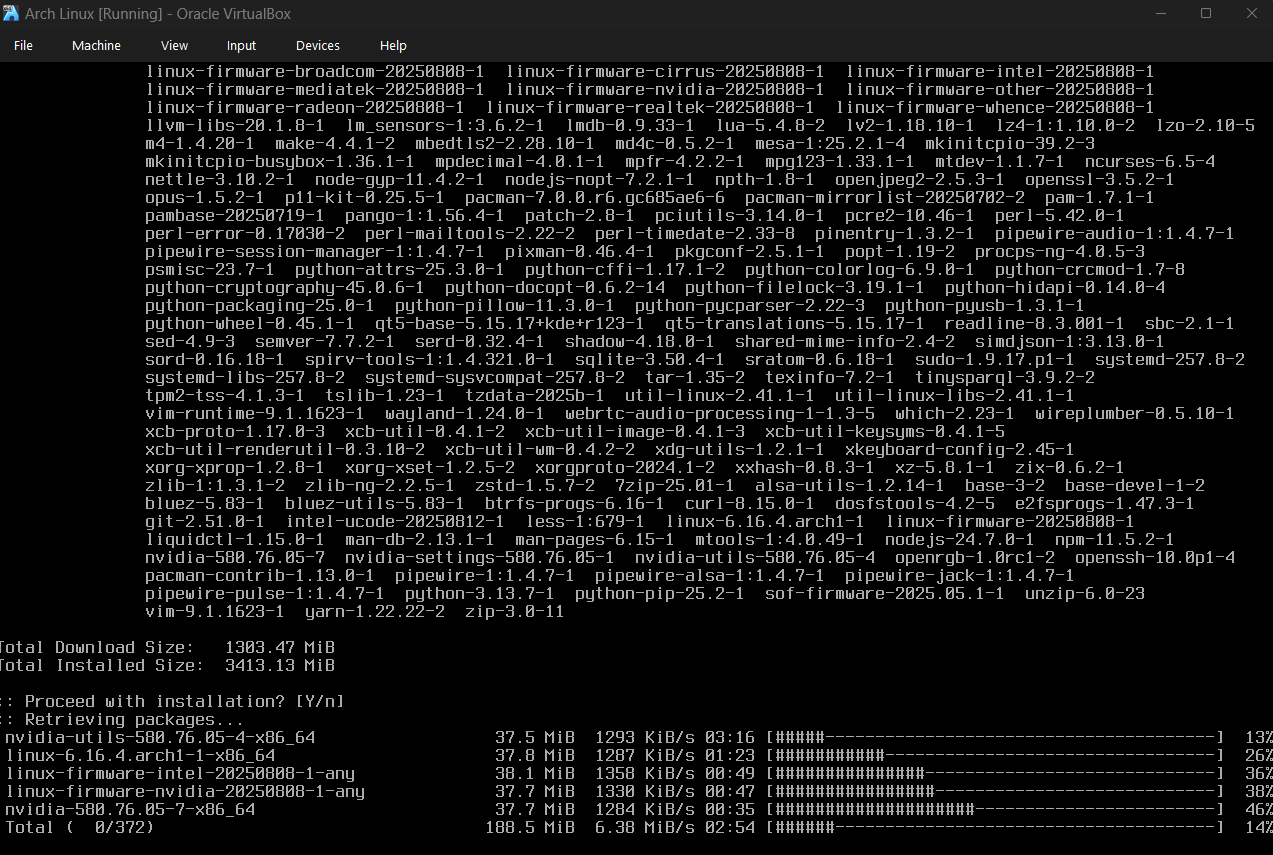 Arch Linux [Running] - Oracle VirtualBox
File Machine View Input Devices Help
linux-firmware-broadcom-20250808-1 linux-firmware-cirrus-20250808-1 linux-firmware-intel-20250808-1
linux-firmware-mediatek-20250808-1 linux-firmware-nvidia-20250808-1 linux-firmware-other-20250808-1
linux-firmware-radeon-20250808-1 linux-firmware-realtek-20250808-1 linux-firmware-whence-20250808-1
llvm-libs-20.1.8-1 lm_sensors-1:3.6.2-1 lmdb-0.9.33-1 lua-5.4.8-2 lv2-1.18.10-1 lz4-1:1.10.0-2 lzo-2.10-5
m4-1.4.20-1 make-4.4.1-2 mbedtls2-2.28.10-1 md4c-0.5.2-1 mesa-1:25.2.1-4 mkinitcpio-39.2-3
mkinitcpio-busybox-1.36.1-1 mpdecimal-4.0.1-1 mpfr-4.2.2-1 mpg123-1.33.1-1 mtdev-1.1.7-1 ncurses-6.5-4
nettle-3.10.2-1 node-gyp-11.4.2-1 nodejs-nopt-7.2.1-1 npth-1.8-1 openjpeg2-2.5.3-1 openssl-3.5.2-1
opus-1.5.2-1 p11-kit-0.25.5-1 pacman-7.0.0.r6.gc685ae6-6 pacman-mirrorlist-20250702-2 pam-1.7.1-1
pambase-20250719-1 pango-1:1.56.4-1 patch-2.8-1 pciutils-3.14.0-1 pcre2-10.46-1 perl-5.42.0-1
perl-error-0.17030-2 perl-mailtools-2.22-2 perl-timedate-2.33-8 pinentry-1.3.2-1 pipewire-audio-1:1.4.7-1
pipewire-session-manager-1:1.4.7-1 pixman-0.46.4-1 pkgconf-2.5.1-1 popt-1.19-2 procps-ng-4.0.5-3
psmisc-23.7-1 python-attrs-25.3.0-1 python-cffi-1.17.1-2 python-colorlog-6.9.0-1 python-crcmod-1.7-8
python-cryptography-45.0.6-1 python-docopt-0.6.2-14 python-filelock-3.19.1-1 python-hidapi-0.14.0-4
python-packaging-25.0-1 python-pillow-11.3.0-1 python-pycparser-2.22-3 python-pyusb-1.3.1-1
python-wheel-0.45.1-1 qt5-base-5.15.17+kde+r123-1 qt5-translations-5.15.17-1 readline-8.3.001-1 sbc-2.1-1
sed-4.9-3 semver-7.7.2-1 serd-0.32.4-1 shadow-4.18.0-1 shared-mime-info-2.4-2 simdjson-1:3.13.0-1
sord-0.16.18-1 spirv-tools-1:1.4.321.0-1 sqlite-3.50.4-1 sratom-0.6.18-1 sudo-1.9.17.p1-1 systemd-257.8-2
systemd-libs-257.8-2 systemd-sysvcompat-257.8-2 tar-1.35-2 texinfo-7.2-1 tinysparql-3.9.2-2
tpm2-tss-4.1.3-1 tslib-1.23-1 tzdata-2025b-1 util-linux-2.41.1-1 util-linux-libs-2.41.1-1
vim-runtime-9.1.1623-1 wayland-1.24.0-1 webrtc-audio-processing-1-1.3-5 which-2.23-1 wireplumber-0.5.10-1
xcb-proto-1.17.0-3 xcb-util-0.4.1-2 xcb-util-image-0.4.1-3 xcb-util-keysyms-0.4.1-5
xcb-util-renderutil-0.3.10-2 xcb-util-wm-0.4.2-2 xdg-utils-1.2.1-1 xkeyboard-config-2.45-1
xorg-xprop-1.2.8-1 xorg-xset-1.2.5-2 xorgproto-2024.1-2 xxhash-0.8.3-1 xz-5.8.1-1 zix-0.6.2-1
zlib-1:1.3.1-2 zlib-ng-2.2.5-1 zstd-1.5.7-2 7zip-25.01-1 alsa-utils-1.2.14-1 base-3-2 base-devel-1-2
bluez-5.83-1 bluez-utils-5.83-1 btrfs-progs-6.16-1 curl-8.15.0-1 dosfstools-4.2-5 e2fsprogs-1.47.3-1
git-2.51.0-1 intel-ucode-20250812-1 less-1:679-1 linux-6.16.4.arch1-1 linux-firmware-20250808-1
liquidctl-1.15.0-1 man-db-2.13.1-1 man-pages-6.15-1 mtools-1:4.0.49-1 nodejs-24.7.0-1 npm-11.5.2-1
nvidia-580.76.05-7 nvidia-settings-580.76.05-1 nvidia-utils-580.76.05-4 openrgb-1.0rc1-2 openssh-10.0p1-4
pacman-contrib-1.13.0-1 pipewire-1:1.4.7-1 pipewire-alsa-1:1.4.7-1 pipewire-jack-1:1.4.7-1
pipewire-pulse-1:1.4.7-1 python-3.13.7-1 python-pip-25.2-1 sof-firmware-2025.05.1-1 unzip-6.0-23
vim-9.1.1623-1 yarn-1.22.22-2 zip-3.0-11
Total Download Size: 1303.47 MiB
Total Installed Size: 3413.13 MiB
:: Proceed with installation? [Y/n]
:: Retrieving packages...
nvidia-utils-580.76.05-4-x86_64 37.5 MiB 1293 KiB/s 03:16 [#####----------------------------------------] 13%
linux-6.16.4.arch1-1-x86_64 37.8 MiB 1287 KiB/s 01:23 [###########----------------------------------] 26%
linux-firmware-intel-20250808-1-any 38.1 MiB 1358 KiB/s 00:49 [###############------------------------------] 36%
linux-firmware-nvidia-20250808-1-any 37.7 MiB 1330 KiB/s 00:47 [################-----------------------------] 38%
nvidia-580.76.05-7-x86_64 37.7 MiB 1284 KiB/s 00:35 [####################-------------------------] 46%
Total ( 0/372) 188.5 MiB 6.38 MiB/s 02:54 [######---------------------------------------] 14%